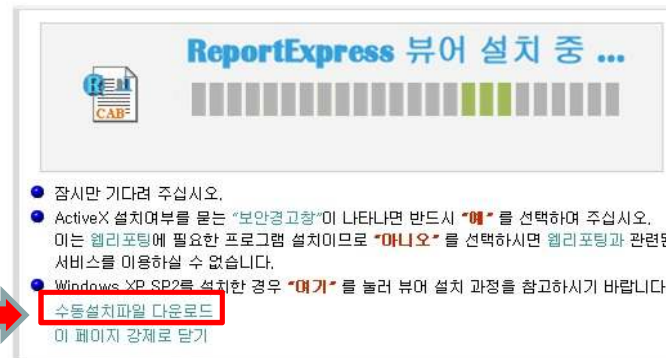 ReportExpress 뷰어 설치 중 ...
CAB
잠시만 기다려 주십시오.
ActiveX 설치여부를 묻는 "보안경고창"이 나타나면 반드시 "예" 를 선택하며 주십시오.
이는 웹리포팅에 필요한 프로그램 설치이므로 "아니오" 를 선택하시면 웹리포팅과 관련된
서비스를 이용하실 수 없습니다.
Windows XP SP2를 설치한 경우 "여기" 를 눌러 뷰어 설치 과정을 참고하시기 바랍니다
수동설치파일 다운로드
이 페이지 강제로 닫기